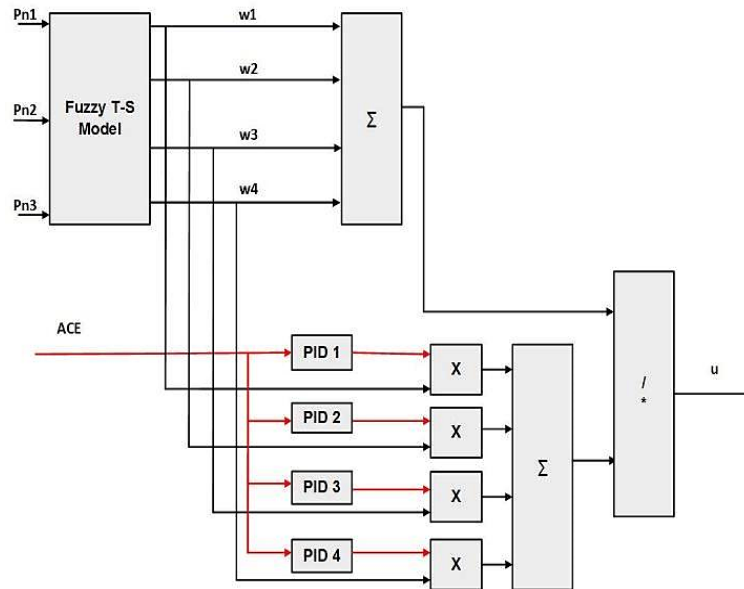 Pn1
Pn2
Pn3
Fuzzy T-S
Model
w1
w2
w3
w4
Σ
ACE
PID 1
PID 2
PID 3
PID 4
X
X
X
X
Σ
/
*
u